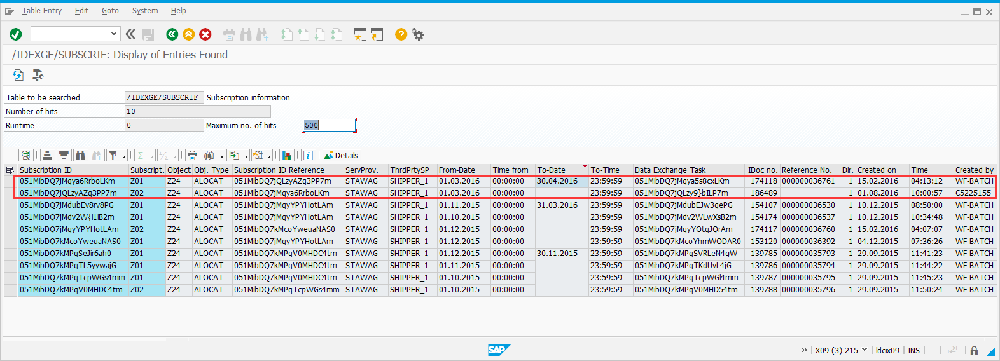 Table Entry Edit Goto System Help
/IDEXGE/SUBSCRIF: Display of Entries Found
Table to be searched /IDEXGE/SUBSCRIF Subscription information
Number of hits 10
Runtime 0 Maximum no. of hits 500
Details
Subscription ID Subscript. Object Obj. Type Subscription ID Reference ServProv. ThrdPrtySP From-Date Time from To-Date To-Time Data Exchange Task IDoc no. Reference No. Dir. Created on Time Created by
051MibDQ7jMqya6RrboLKm Z01 Z24 ALOCAT 051MibDQ7jQLzyAZq3PP7m STAWAG SHIPPER_1 01.03.2016 00:00:00 30.04.2016 23:59:59 051MibDQ7jMqya5s8cxLKm 174118 000000036761 1 15.02.2016 04:13:12 WF-BATCH
051MibDQ7jQLzyAZq3PP7m Z02 Z24 ALOCAT 051MibDQ7jMqya6RrboLKm STAWAG SHIPPER_1 01.03.2016 00:00:00 23:59:59 051MibDQ7jQLzy9}bILP7m 186489 1 01.08.2016 10:00:57 C5225155
051MibDQ7jMdubEv8rv8PG Z01 Z24 ALOCAT 051MibDQ7jMqyYPYHotLAm STAWAG SHIPPER_1 01.11.2015 00:00:00 31.03.2016 23:59:59 051MibDQ7jMdubEJw3qePG 154107 000000036530 1 10.12.2015 08:50:00 WF-BATCH
051MibDQ7jMdv2W{l1iB2m Z01 Z24 ALOCAT 051MibDQ7jMqyYPYHotLAm STAWAG SHIPPER_1 01.10.2015 00:00:00 23:59:59 051MibDQ7jMdv2WLwXsB2m 154174 000000036537 1 10.12.2015 10:34:48 WF-BATCH
051MibDQ7jMqyYPYHotLAm Z02 Z24 ALOCAT 051MibDQ7kMcoYweuaNAS0 STAWAG SHIPPER_1 01.12.2015 00:00:00 23:59:59 051MibDQ7jMqyYOtqJQrAm 174117 000000036760 1 15.02.2016 04:07:07 WF-BATCH
051MibDQ7kMcoYweuaNAS0 Z01 Z24 ALOCAT 051MibDQ7jMqyYPYHotLAm STAWAG SHIPPER_1 01.12.2015 00:00:00 23:59:59 051MibDQ7kMcoYhmWODAR0 153120 000000036392 1 04.12.2015 07:36:26 WF-BATCH
051MibDQ7kMPqSeJir6ah0 Z01 Z24 ALOCAT 051MibDQ7kMPqV0MHDC4tm STAWAG SHIPPER_1 01.12.2015 00:00:00 30.11.2015 23:59:59 051MibDQ7kMPqSVRLeN4gW 139785 000000035793 1 29.09.2015 11:41:23 WF-BATCH
051MibDQ7kMPqTL5yywajG Z01 Z24 ALOCAT 051MibDQ7kMPqV0MHDC4tm STAWAG SHIPPER_1 01.11.2015 00:00:00 23:59:59 051MibDQ7kMPqTKdUvL4jG 139786 000000035794 1 29.09.2015 11:44:22 WF-BATCH
051MibDQ7kMPqTcpWGs4mm Z01 Z24 ALOCAT 051MibDQ7kMPqV0MHDC4tm STAWAG SHIPPER_1 01.10.2015 00:00:00 23:59:59 051MibDQ7kMPqTcpWGl4mm 139787 000000035795 1 29.09.2015 11:45:23 WF-BATCH
051MibDQ7kMPqV0MHDC4tm Z02 Z24 ALOCAT 051MibDQ7kMPqTcpWGs4mm STAWAG SHIPPER_1 01.10.2015 00:00:00 23:59:59 051MibDQ7kMPqV0MHD54tm 139788 000000035796 1 29.09.2015 11:50:24 WF-BATCH
SAP X09 (3) 215 ldcix09 INS